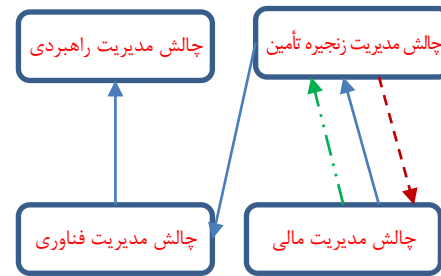 چالش مدیریت زنجیره تأمین
چالش مدیریت راهبردی
چالش مدیریت مالی
چالش مدیریت فناوری